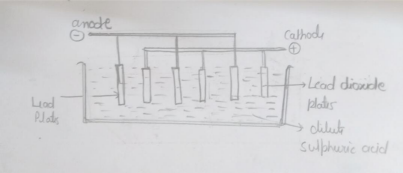 anode
⊖
Cathode
⊕
Lead
Plate
Lead dioxide
plates
dilute
sulphuric acid